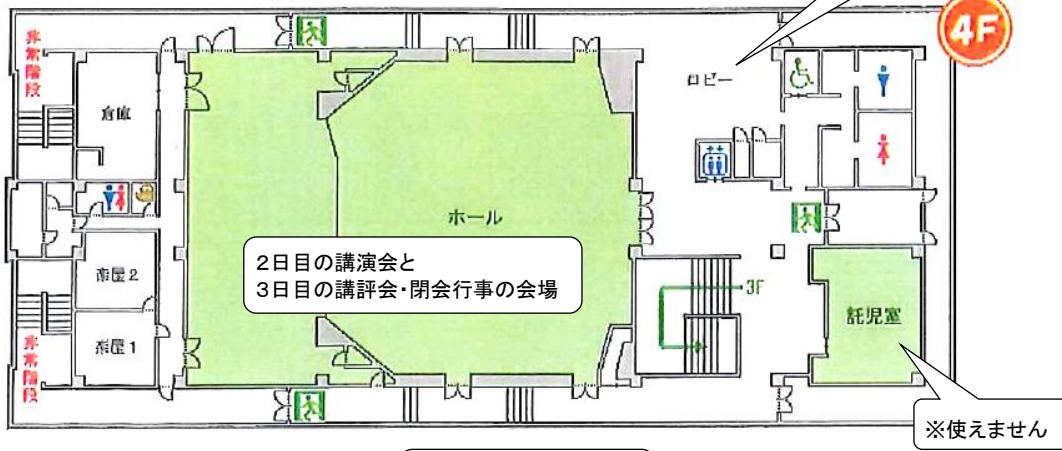 4F
非常階段
倉庫
ロビー
ホール
2日目の講演会と
3日目の講評会・閉会行事の会場
楽屋2
楽屋1
3F
託児室
非常階段
※使えません